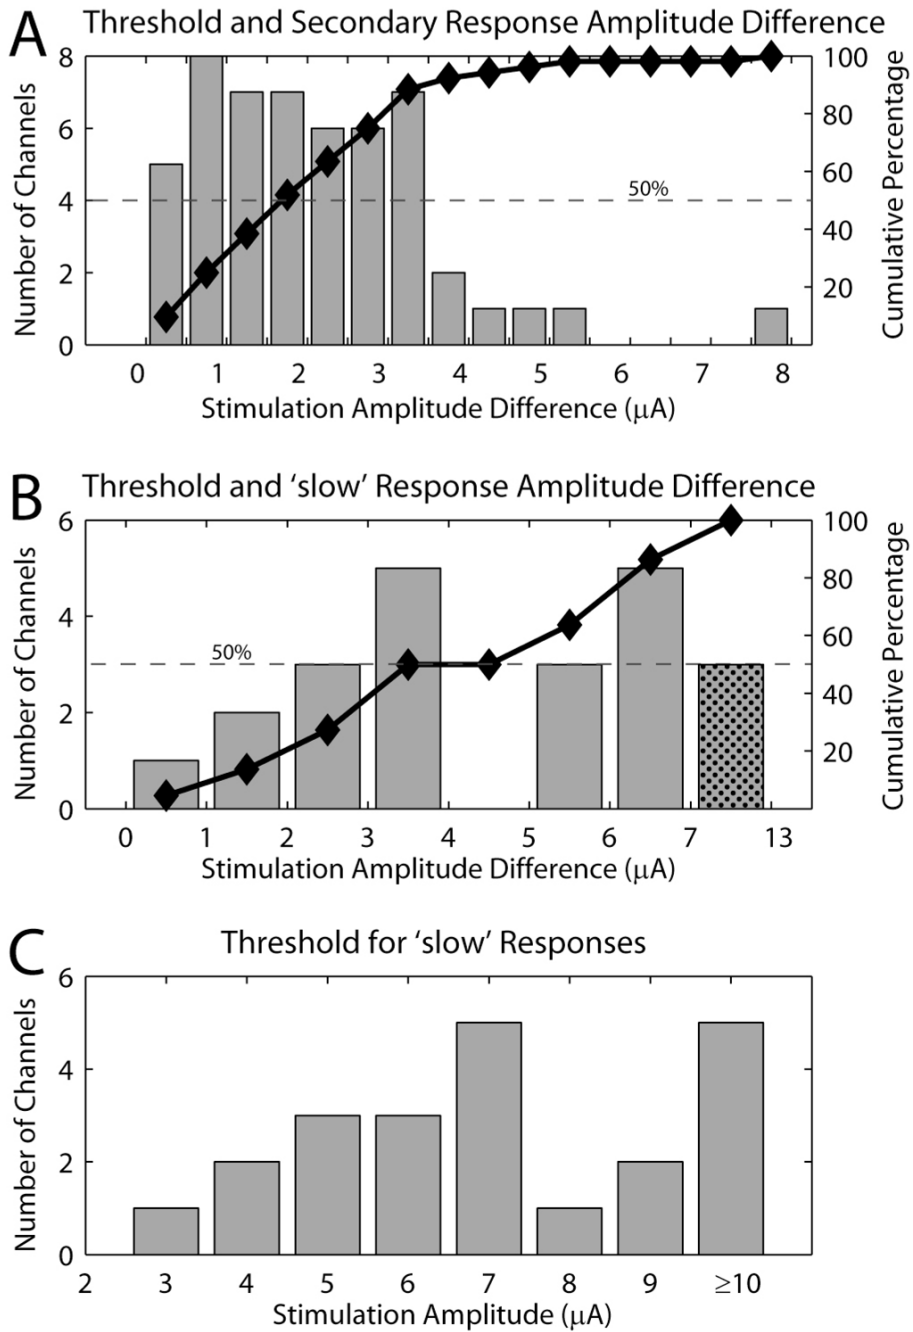 A
Threshold and Secondary Response Amplitude Difference
8
6
4
2
0
Number of Channels
100
80
60
40
20
Cumulative Percentage
50%
0 1 2 3 4 5 6 7 8
Stimulation Amplitude Difference (μA)
B
Threshold and ‘slow’ Response Amplitude Difference
6
4
2
0
Number of Channels
100
80
60
40
20
Cumulative Percentage
50%
0 1 2 3 4 5 6 7 13
Stimulation Amplitude Difference (μA)
C
Threshold for ‘slow’ Responses
6
4
2
0
Number of Channels
2 3 4 5 6 7 8 9 ≥10
Stimulation Amplitude (μA)